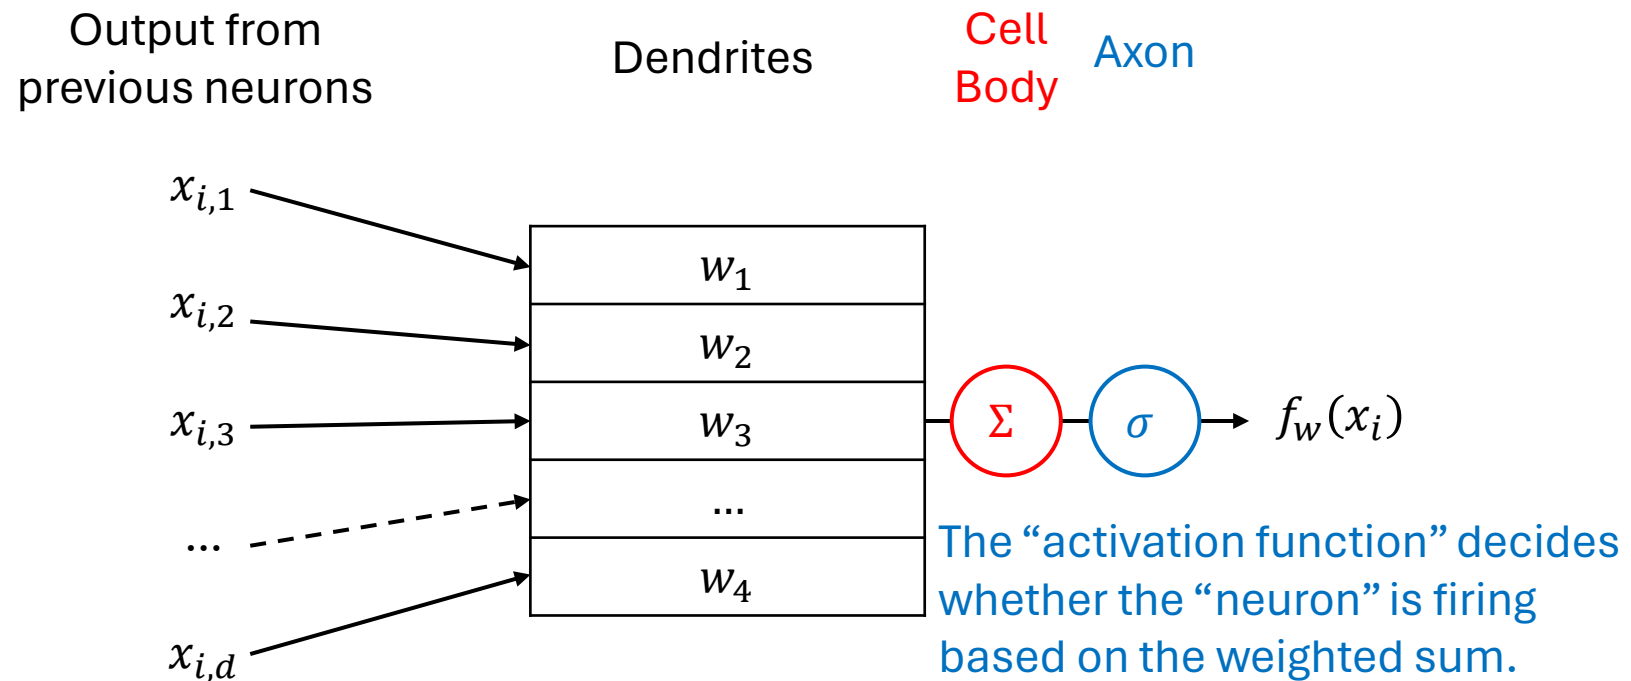 Output from
previous neurons
Dendrites
Cell
Body
Axon
x_{i,1}
x_{i,2}
x_{i,3}
...
x_{i,d}
w_1
w_2
w_3
...
w_4
Σ
σ
f_w(x_i)
The “activation function” decides
whether the “neuron” is firing
based on the weighted sum.